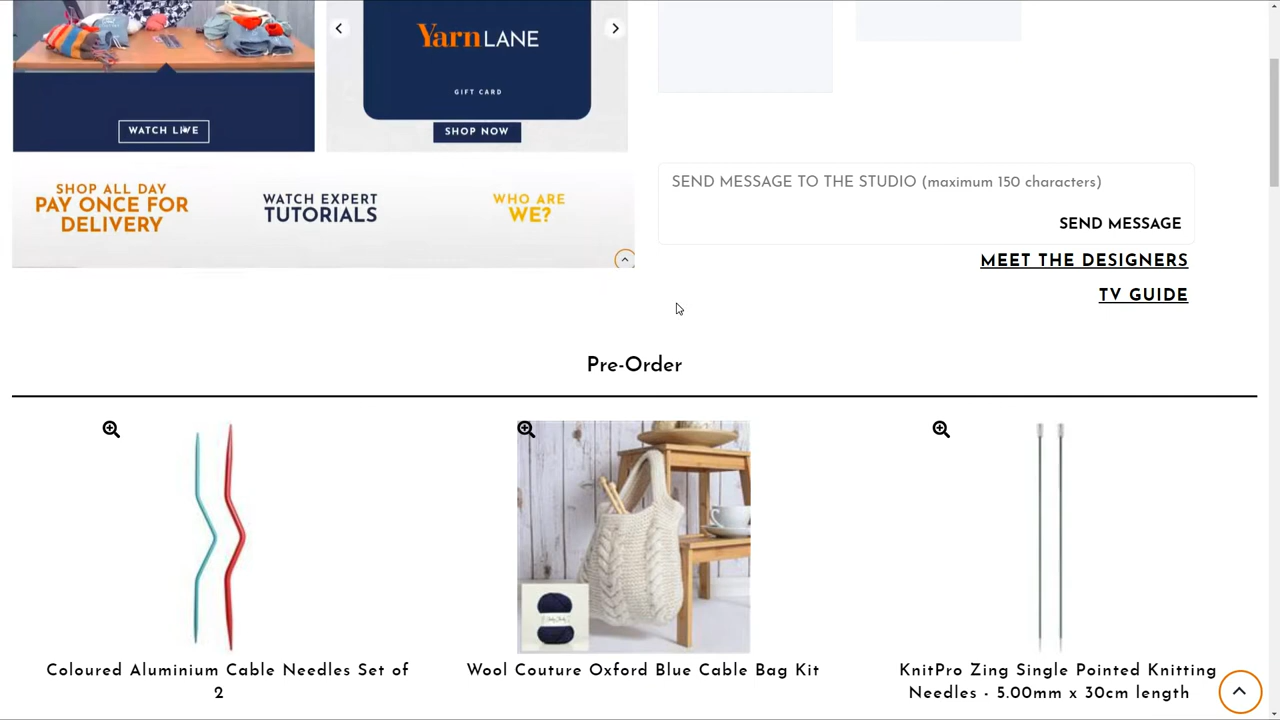 YarnLANE
GIFT CARD
WATCH LIVE
SHOP NOW
SHOP ALL DAY
PAY ONCE FOR
DELIVERY
WATCH EXPERT
TUTORIALS
WHO ARE
WE?
SEND MESSAGE TO THE STUDIO (maximum 150 characters)
SEND MESSAGE
MEET THE DESIGNERS
TV GUIDE
Pre-Order
Coloured Aluminium Cable Needles Set of
2
Wool Couture Oxford Blue Cable Bag Kit
KnitPro Zing Single Pointed Knitting
Needles - 5.00mm x 30cm length